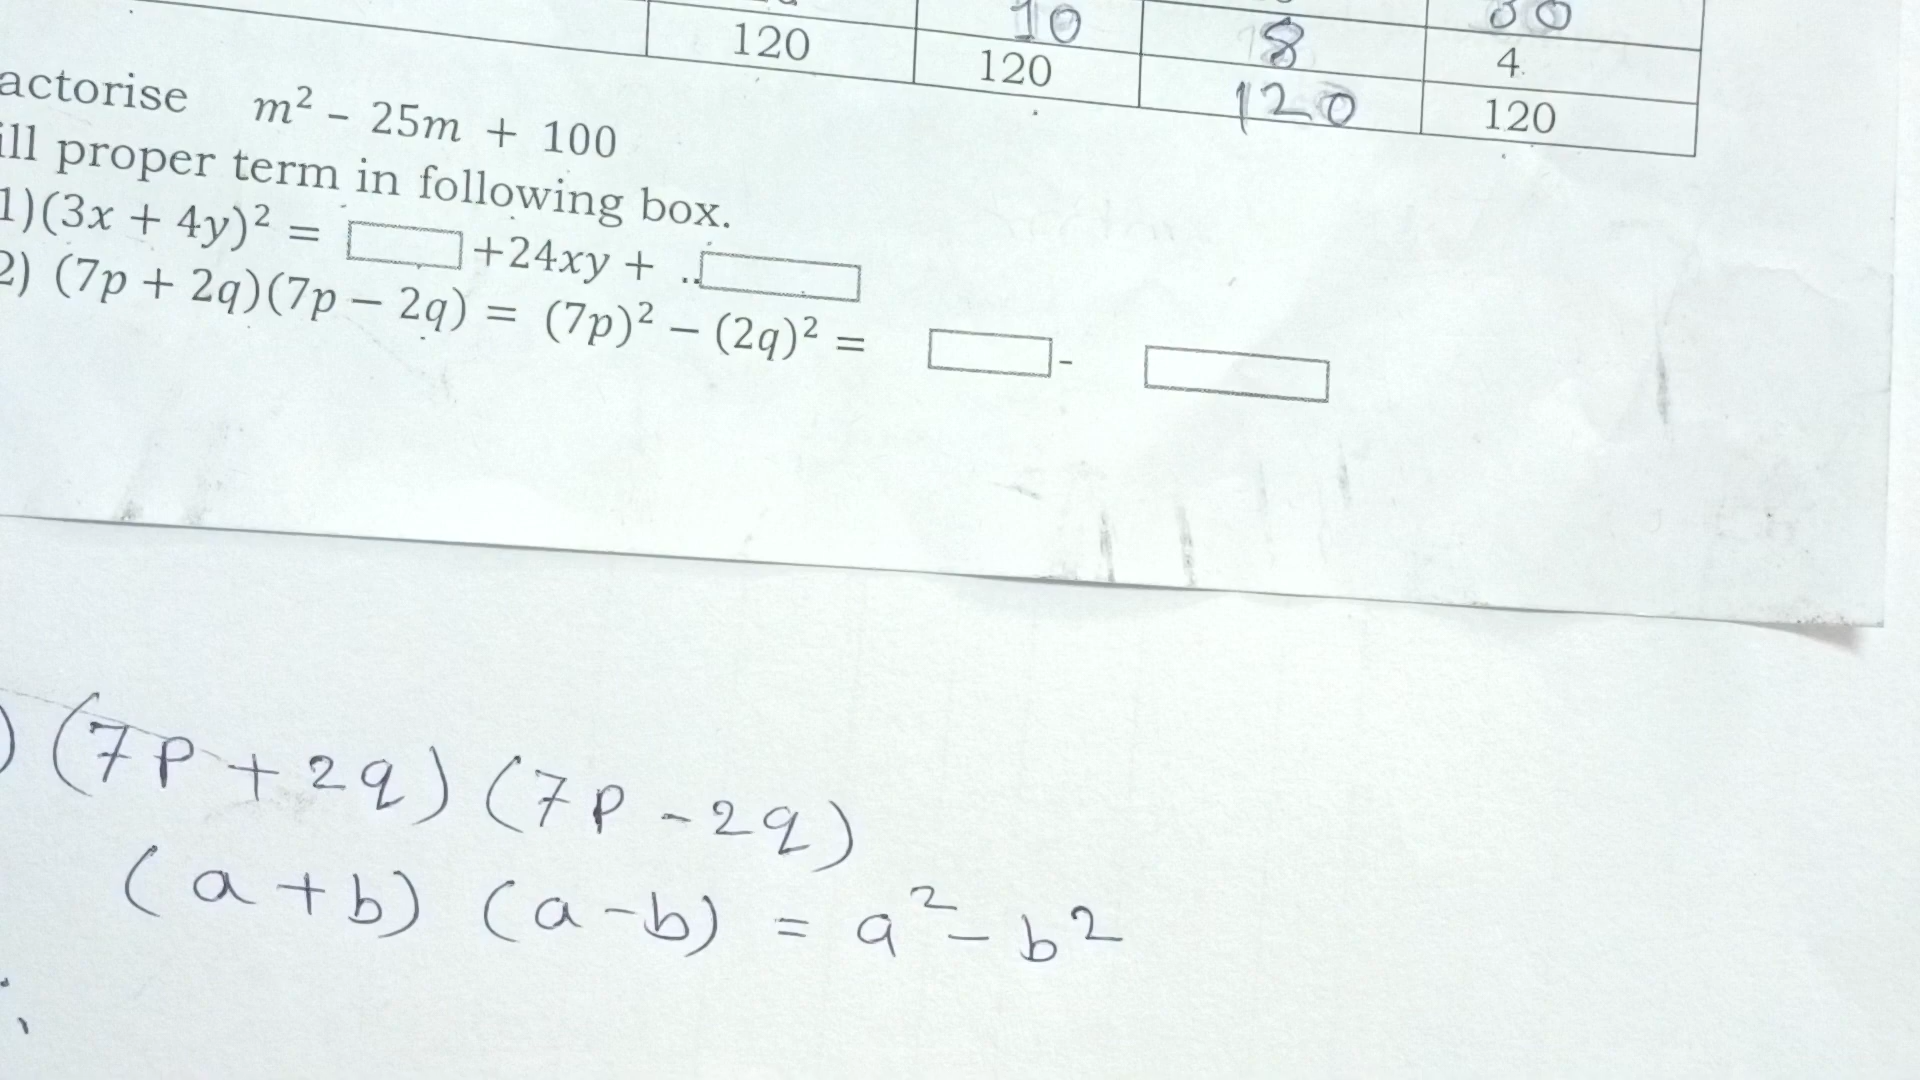 10 8 30
120 120 4
120 120
actorise m² - 25m + 100
ill proper term in following box.
1)(3x + 4y)² = +24xy + ..
2) (7p + 2q)(7p − 2q) = (7p)² − (2q)² = -
) (7p + 2q) (7p - 2q)
(a + b) (a - b) = a² - b²